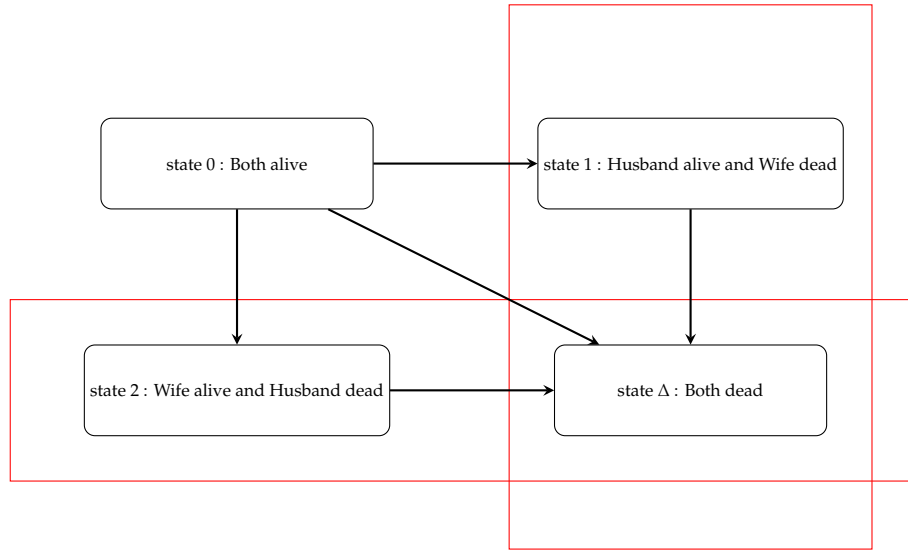 state 0 : Both alive
state 1 : Husband alive and Wife dead
state 2 : Wife alive and Husband dead
state Δ : Both dead